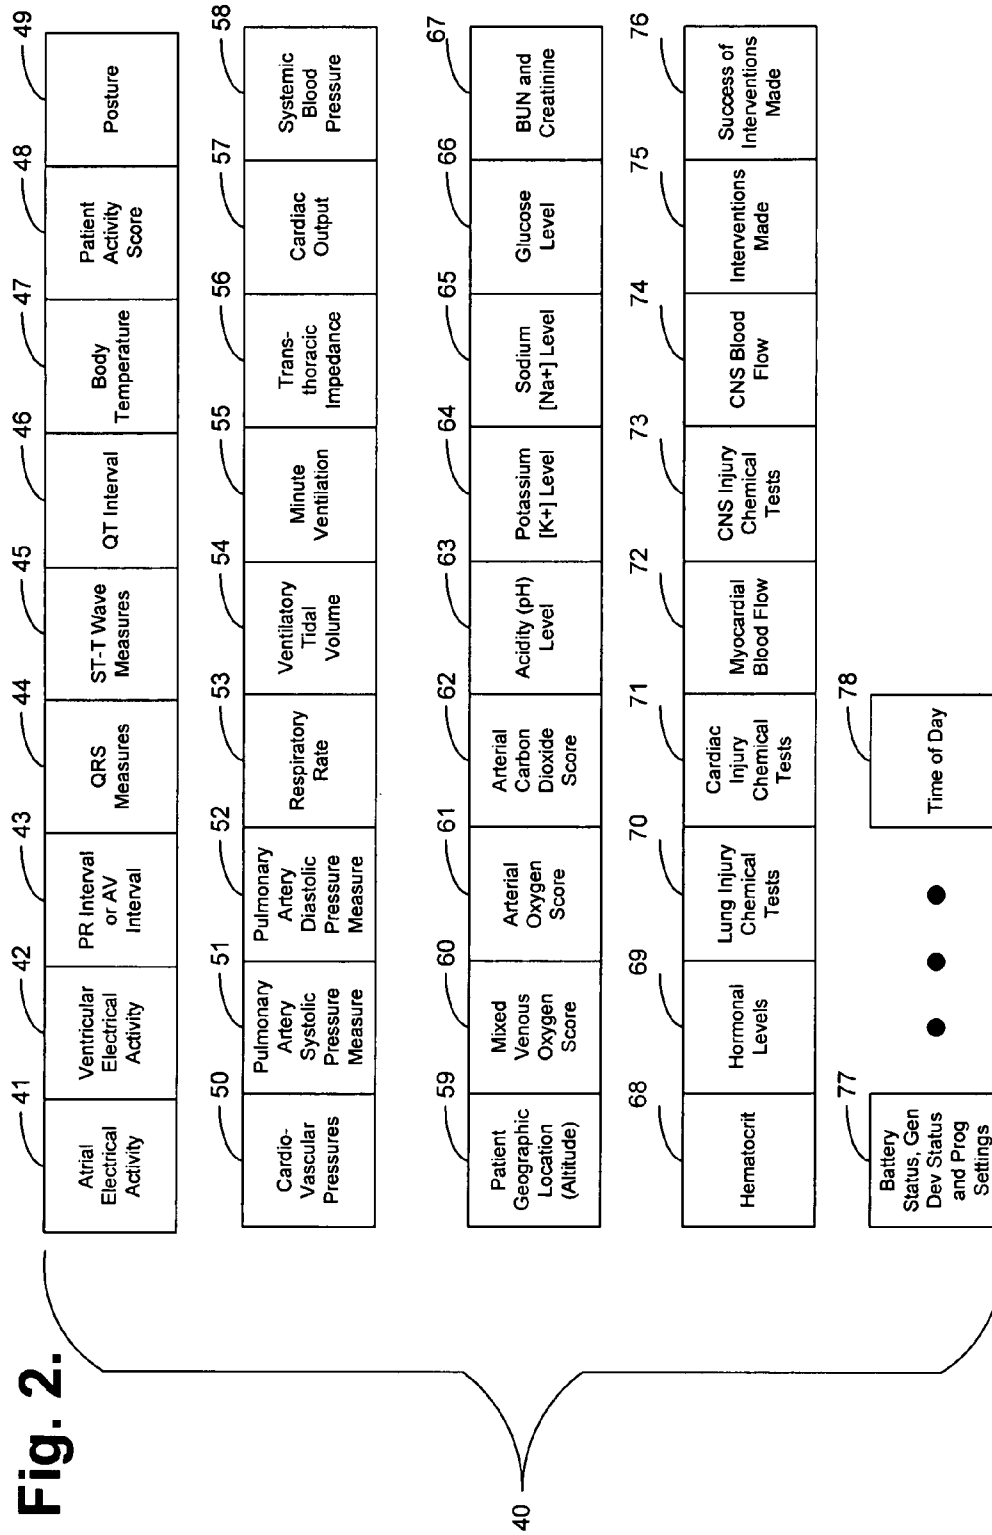 Fig. 2.
40
41
42
43
44
45
46
47
48
49
Atrial
Electrical
Activity
Ventricular
Electrical
Activity
PR Interval
or AV
Interval
QRS
Measures
ST-T Wave
Measures
QT Interval
Body
Temperature
Patient
Activity
Score
Posture
50
51
52
53
54
55
56
57
58
Cardio-
Vascular
Pressures
Pulmonary
Artery
Systolic
Pressure
Measure
Pulmonary
Artery
Diastolic
Pressure
Measure
Respiratory
Rate
Ventilatory
Tidal
Volume
Minute
Ventilation
Trans-
thoracic
Impedance
Cardiac
Output
Systemic
Blood
Pressure
59
60
61
62
63
64
65
66
67
Patient
Geographic
Location
(Altitude)
Mixed
Venous
Oxygen
Score
Arterial
Oxygen
Score
Arterial
Carbon
Dioxide
Score
Acidity (pH)
Level
Potassium
[K+] Level
Sodium
[Na+] Level
Glucose
Level
BUN and
Creatinine
68
69
70
71
72
73
74
75
76
Hematocrit
Hormonal
Levels
Lung Injury
Chemical
Tests
Cardiac
Injury
Chemical
Tests
Myocardial
Blood Flow
CNS Injury
Chemical
Tests
CNS Blood
Flow
Interventions
Made
Success of
Interventions
Made
77
78
Battery
Status, Gen
Dev Status
and Prog
Settings
Time of Day